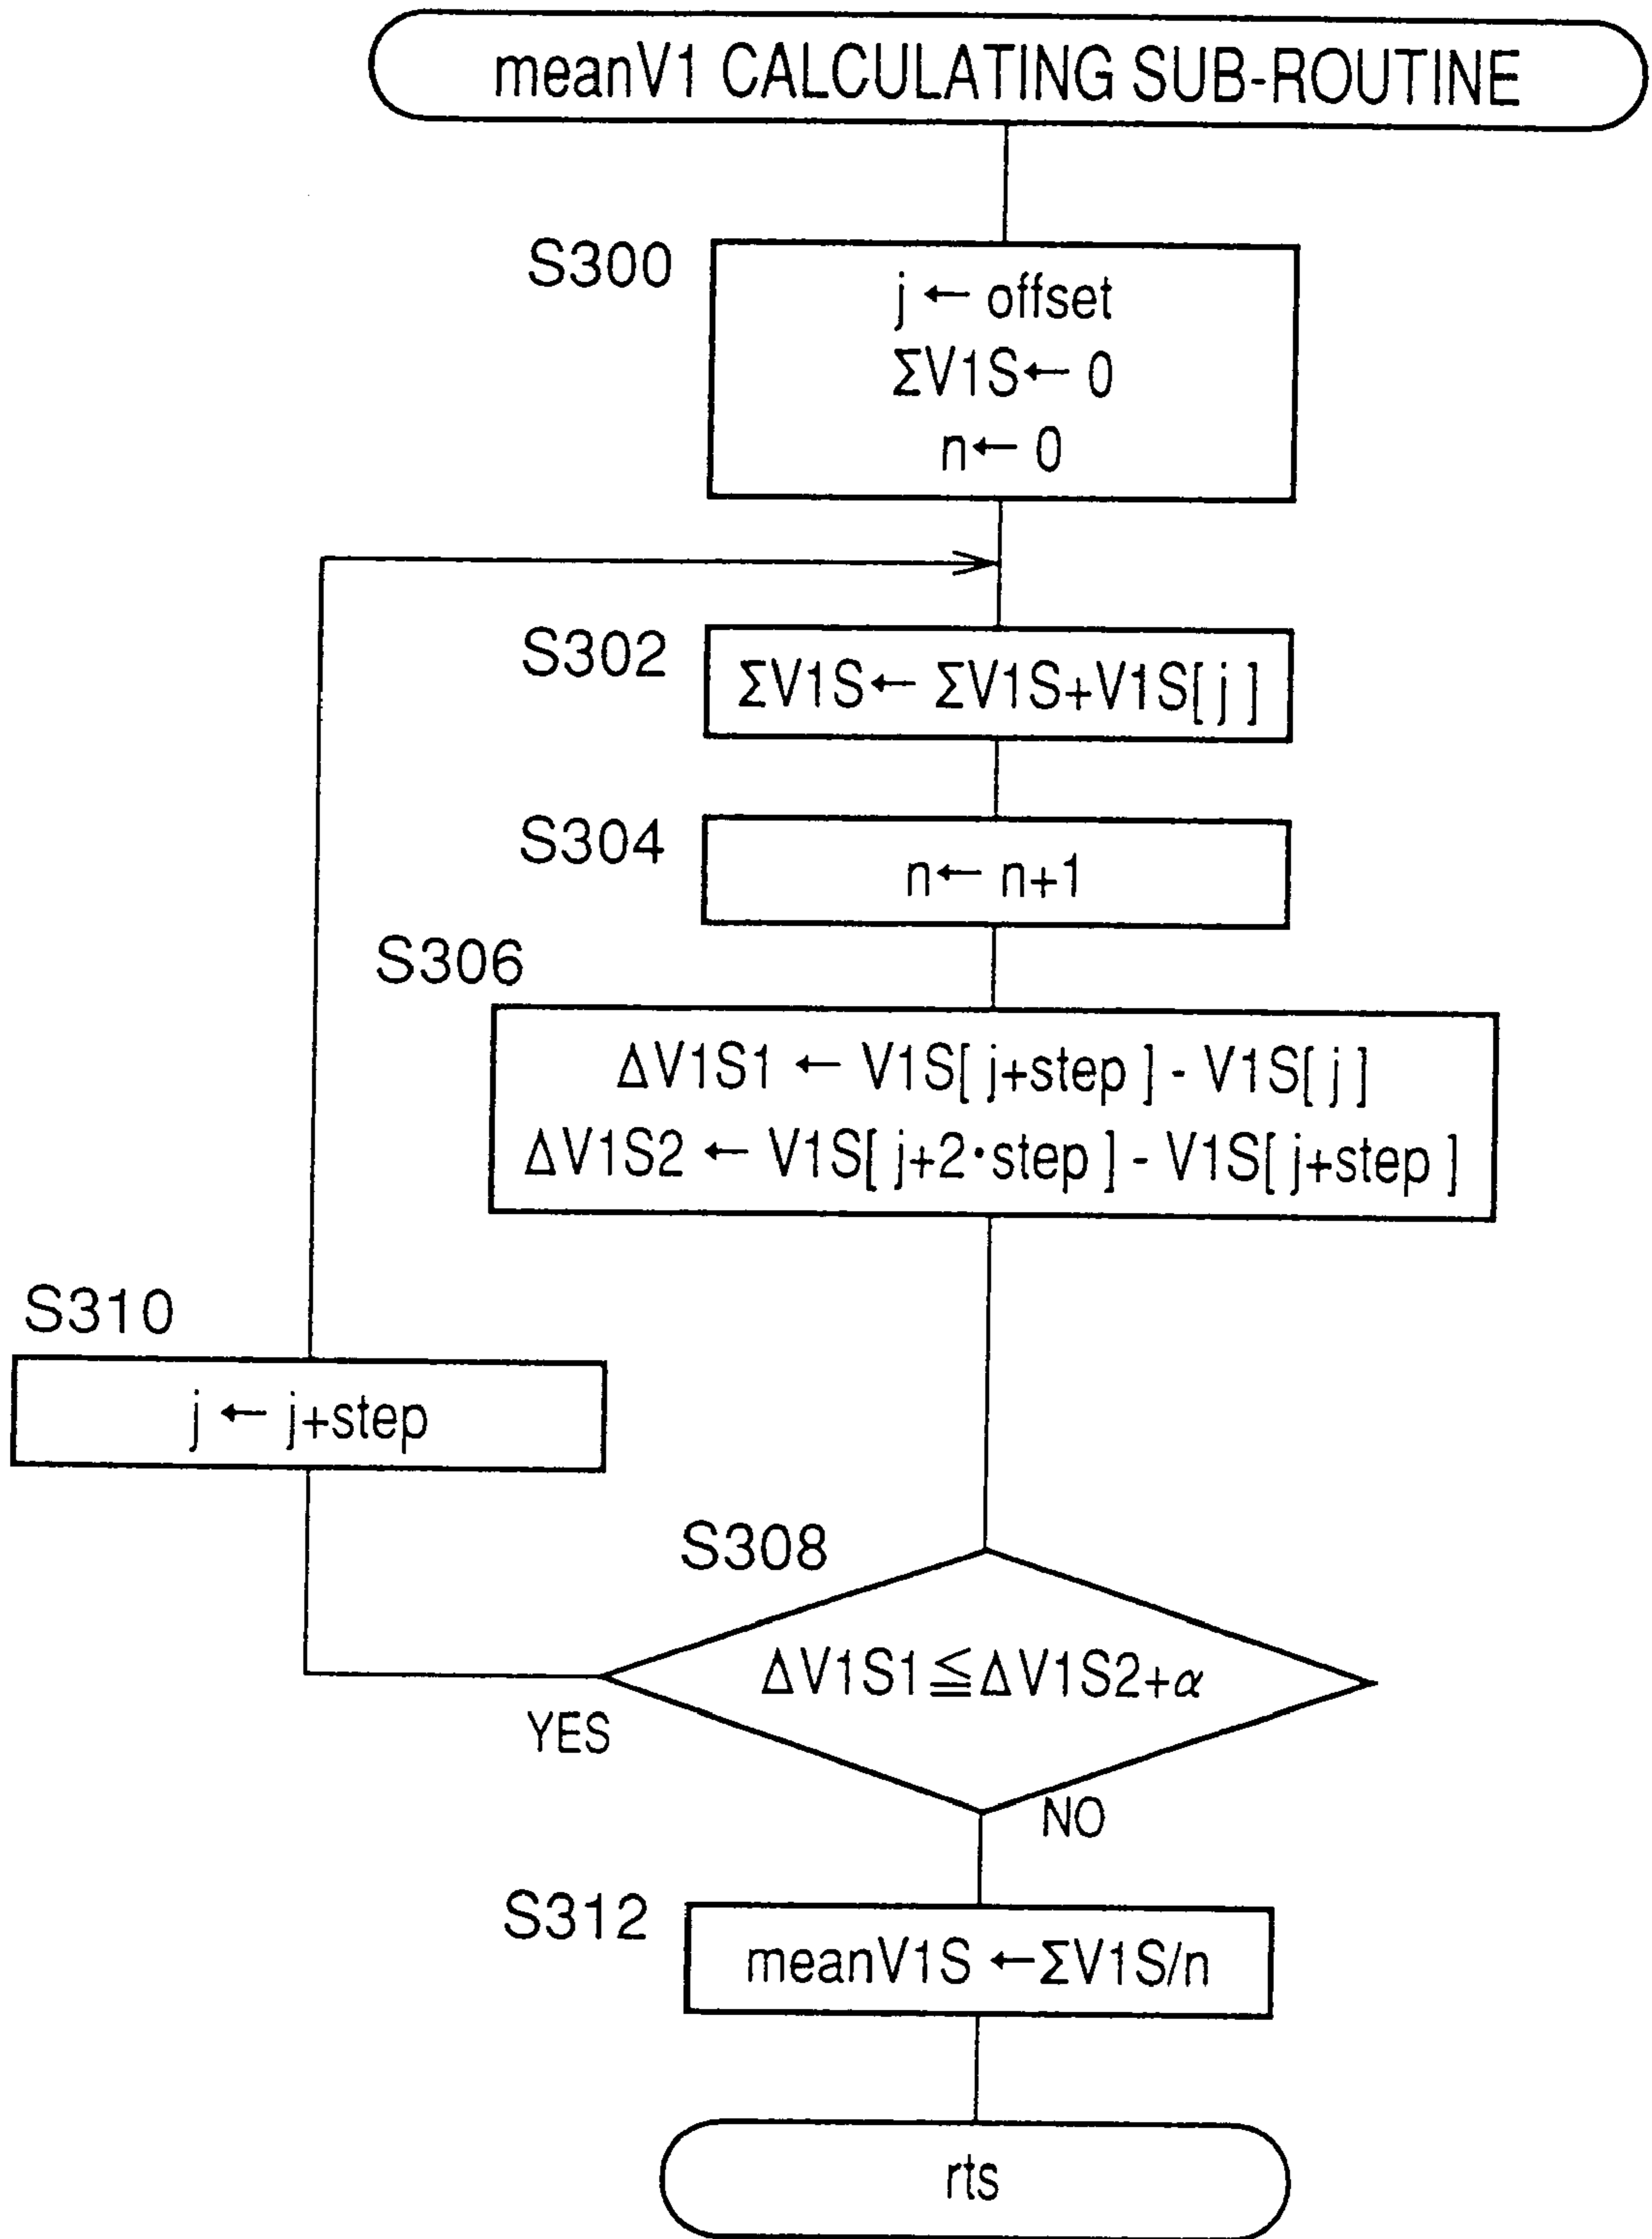 meanV1 CALCULATING SUB-ROUTINE
S300
j ← offset
ΣV1S ← 0
n ← 0
S302
ΣV1S ← ΣV1S+V1S[ j ]
S304
n ← n+1
S306
ΔV1S1 ← V1S[ j+step ] - V1S[ j ]
ΔV1S2 ← V1S[ j+2·step ] - V1S[ j+step ]
S310
j ← j+step
S308
ΔV1S1≦ΔV1S2+α
YES
NO
S312
meanV1S ←ΣV1S/n
rts